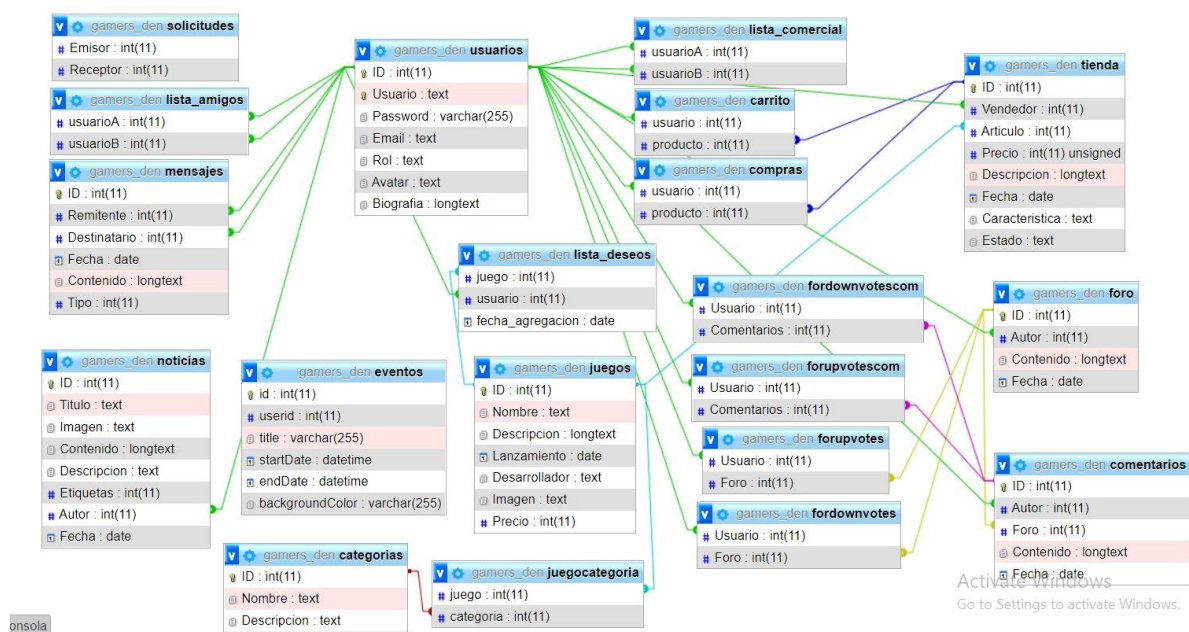 gamers_den solicitudes
Emisor : int(11)
Receptor : int(11)
gamers_den lista_amigos
usuarioA : int(11)
usuarioB : int(11)
gamers_den mensajes
ID : int(11)
Remitente : int(11)
Destinatario : int(11)
Fecha : date
Contenido : longtext
Tipo : int(11)
gamers_den usuarios
ID : int(11)
Usuario : text
Password : varchar(255)
Email : text
Rol : text
Avatar : text
Biografia : longtext
gamers_den lista_comercial
usuarioA : int(11)
usuarioB : int(11)
gamers_den carrito
usuario : int(11)
producto : int(11)
gamers_den compras
usuario : int(11)
producto : int(11)
gamers_den tienda
ID : int(11)
Vendedor : int(11)
Articulo : int(11)
Precio : int(11) unsigned
Descripcion : longtext
Fecha : date
Caracteristica : text
Estado : text
gamers_den lista_deseos
juego : int(11)
usuario : int(11)
fecha_agregacion : date
gamers_den fordownvotescom
Usuario : int(11)
Comentarios : int(11)
gamers_den foro
ID : int(11)
Autor : int(11)
Contenido : longtext
Fecha : date
gamers_den noticias
ID : int(11)
Titulo : text
Imagen : text
Contenido : longtext
Descripcion : text
Etiquetas : int(11)
Autor : int(11)
Fecha : date
gamers_den eventos
id : int(11)
userid : int(11)
title : varchar(255)
startDate : datetime
endDate : datetime
backgroundColor : varchar(255)
gamers_den juegos
ID : int(11)
Nombre : text
Descripcion : longtext
Lanzamiento : date
Desarrollador : text
Imagen : text
Precio : int(11)
gamers_den forupvotescom
Usuario : int(11)
Comentarios : int(11)
gamers_den forupvotes
Usuario : int(11)
Foro : int(11)
gamers_den fordownvotes
Usuario : int(11)
Foro : int(11)
gamers_den comentarios
ID : int(11)
Autor : int(11)
Foro : int(11)
Contenido : longtext
Fecha : date
gamers_den categorias
ID : int(11)
Nombre : text
Descripcion : text
gamers_den juegocategoria
juego : int(11)
categoria : int(11)
Activate Windows
Go to Settings to activate Windows.
onsola